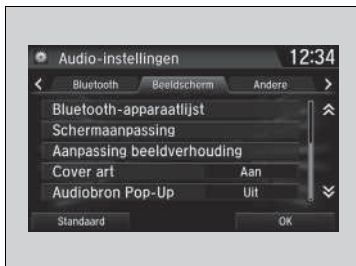 Audio-instellingen 12:34
Bluetooth Beeldscherm Andere
Bluetooth-apparaatlijst
Schermaanpassing
Aanpassing beeldverhouding
Cover art Aan
Audiobron Pop-Up Uit
Standaard OK